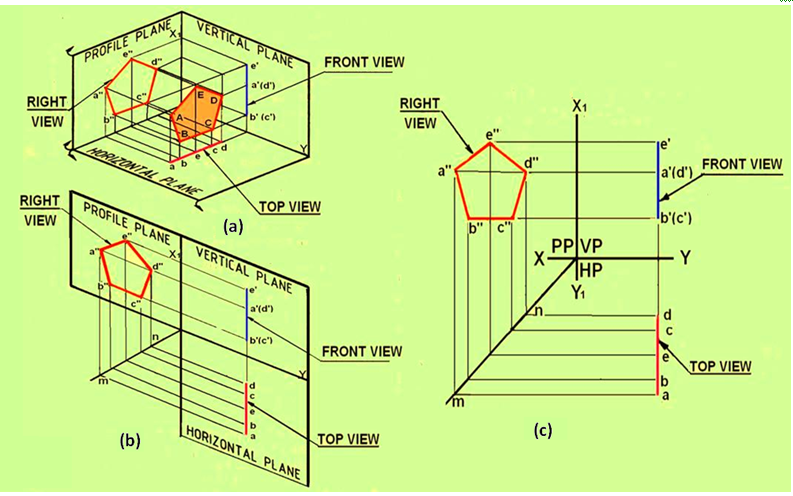 PROFILE PLANE
VERTICAL PLANE
X₁
FRONT VIEW
e'
a'(d')
b' (c')
e"
d"
a"
c"
b"
RIGHT
VIEW
E
D
A
C
B
a b e c d
Y
HORIZONTAL PLANE
TOP VIEW
(a)
RIGHT
VIEW
PROFILE PLANE
X₁
VERTICAL PLANE
e"
a"
d"
b"
c"
e'
a'(d')
b'(c')
FRONT VIEW
n
m
Y
d
c
e
b
a
TOP VIEW
HORIZONTAL PLANE
(b)
RIGHT
VIEW
X₁
e"
e'
a"
d"
a'(d')
FRONT VIEW
b"
c"
b'(c')
PP VP
X
Y
HP
Y₁
n
d
c
e
TOP VIEW
b
m
a
(c)